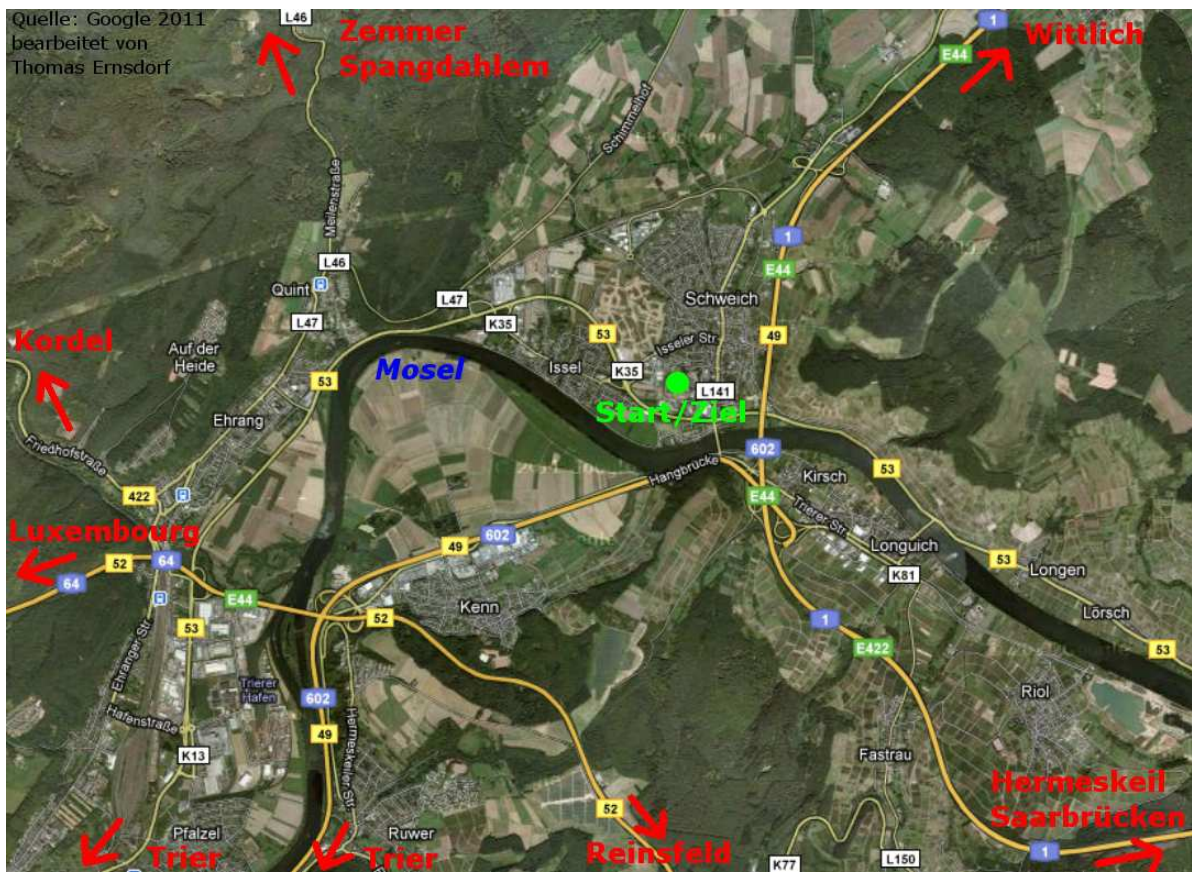 Quelle: Google 2011
bearbeitet von
Thomas Ernsdorf
L46
Zemmer
Spangdahlem
1
Wittlich
E44
Schimmelhof
Meilenstraße
1
L46
E44
Quint
Schweich
L47
L47
K35
53
49
Isseler Str.
Kordel
Auf der
Heide
Mosel
Issel
K35
53
L141
Start/Ziel
Ehrang
Friedhofstraße
602
Hangbrücke
Kirsch
53
422
E44
Trierer Str.
Luxembourg
602
49
Longuich
52
64
53
Longen
64
K81
E44
Kenn
52
Lörsch
53
1
53
Ehranger Str.
E422
Trierer
Hafen
602
Riol
Hafenstraße
49
Hermeskeiler Str.
K13
Fastrau
Hermeskeil
Saarbrücken
52
Pfalzel
Ruwer
Trier
Trier
Reinsfeld
K77
L150
1